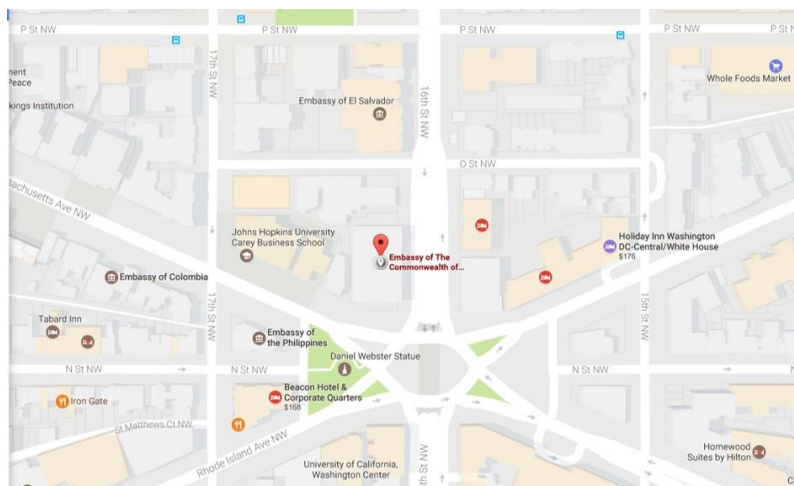 P St NW
P St NW
P St NW
P St N
17th St NW
16th St NW
Whole Foods Market
Peace
kings Institution
Embassy of El Salvador
O St NW
Massachusetts Ave NW
Johns Hopkins University
Carey Business School
Embassy of The
Commonwealth of...
Holiday Inn Washington
DC-Central/White House
$176
Embassy of Colombia
17th St NW
15th St NW
Tabard Inn
Embassy of
the Philippines
Daniel Webster Statue
N St NW
N St NW
N
Beacon Hotel &
Corporate Quarters
$168
Iron Gate
St Matthews Ct NW
Rhode Island Ave NW
University of California,
Washington Center
Homewood
Suites by Hilton